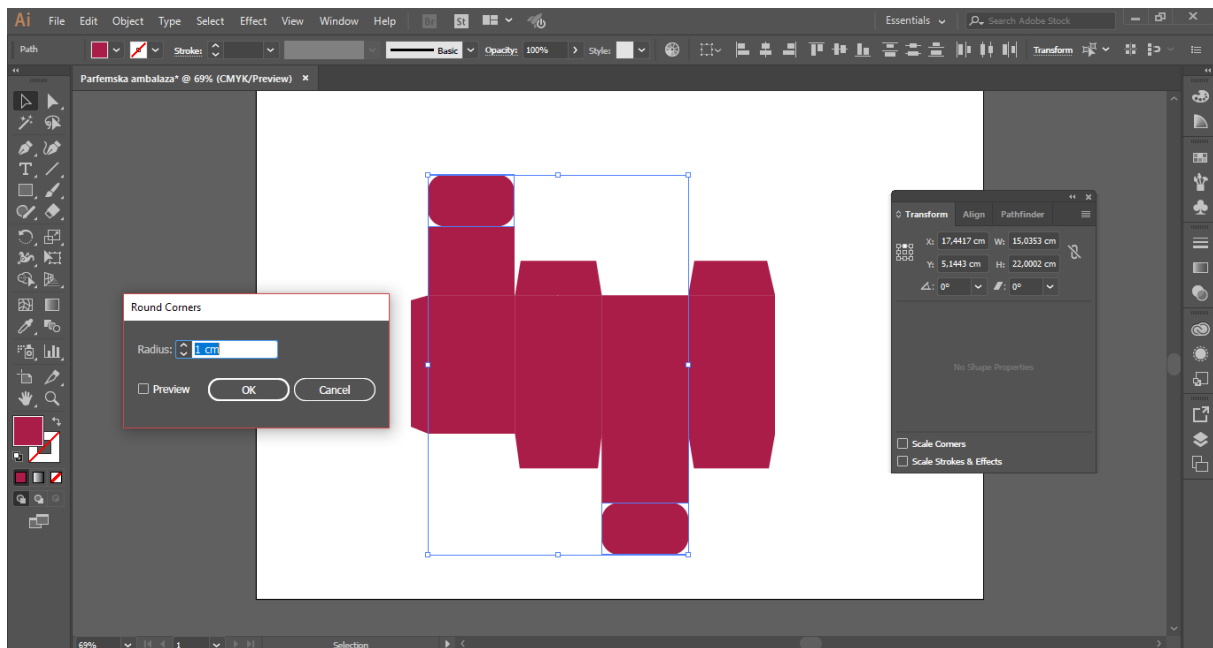 Ai File Edit Object Type Select Effect View Window Help Br St Essentials Search Adobe Stock
Path Stroke: Basic Opacity: 100% Style: Transform
Parfemska ambalaza* @ 69% (CMYK/Preview) ×
Transform Align Pathfinder
X: 17,4417 cm W: 15,0353 cm
Y: 5,1443 cm H: 22,0002 cm
0° 0°
No Shape Properties
Scale Corners
Scale Strokes & Effects
Round Corners
Radius: 1 cm
Preview OK Cancel
69% 1 Selection